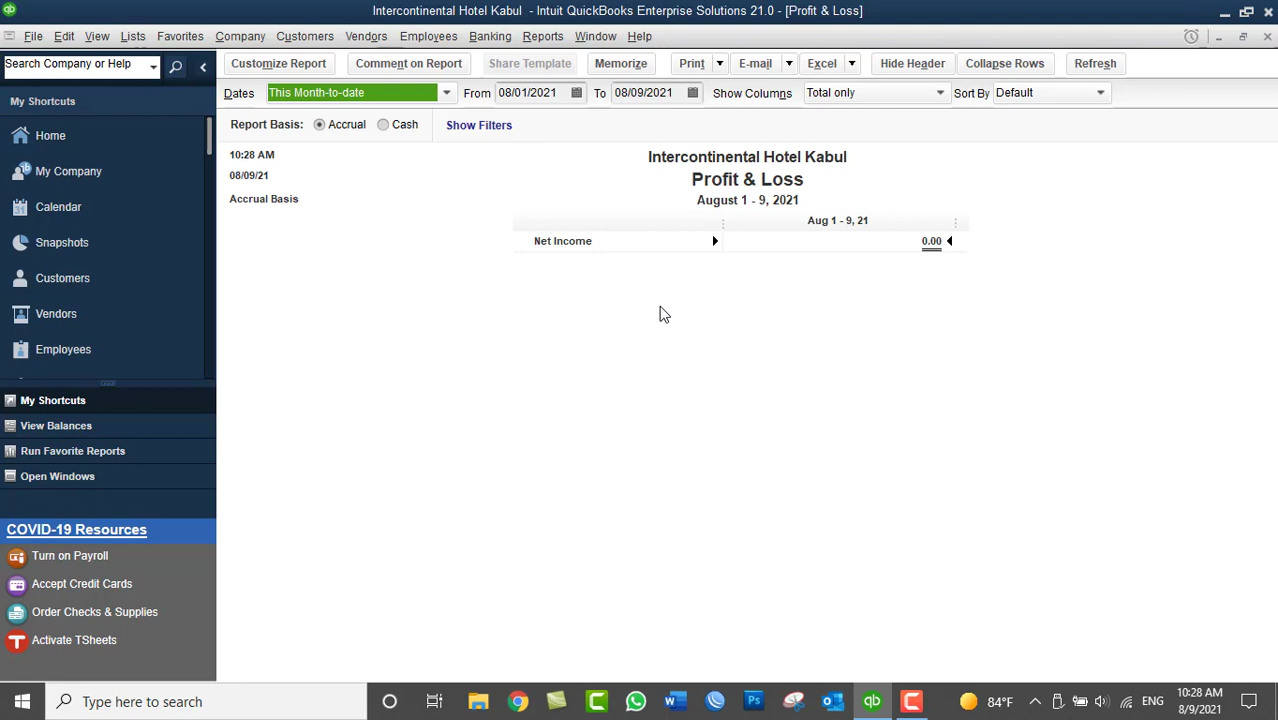 Intercontinental Hotel Kabul - Intuit QuickBooks Enterprise Solutions 21.0 - [Profit & Loss]
File Edit View Lists Favorites Company Customers Vendors Employees Banking Reports Window Help
Search Company or Help
Customize Report Comment on Report Share Template Memorize Print E-mail Excel Hide Header Collapse Rows Refresh
My Shortcuts
Dates This Month-to-date From 08/01/2021 To 08/09/2021 Show Columns Total only Sort By Default
Report Basis: Accrual Cash Show Filters
Home
My Company
Calendar
Snapshots
Customers
Vendors
Employees
My Shortcuts
View Balances
Run Favorite Reports
Open Windows
COVID-19 Resources
Turn on Payroll
Accept Credit Cards
Order Checks & Supplies
Activate TSheets
10:28 AM
08/09/21
Accrual Basis
Intercontinental Hotel Kabul
Profit & Loss
August 1 - 9, 2021
Aug 1 - 9, 21
Net Income 0.00
Type here to search
84°F ENG
10:28 AM
8/9/2021